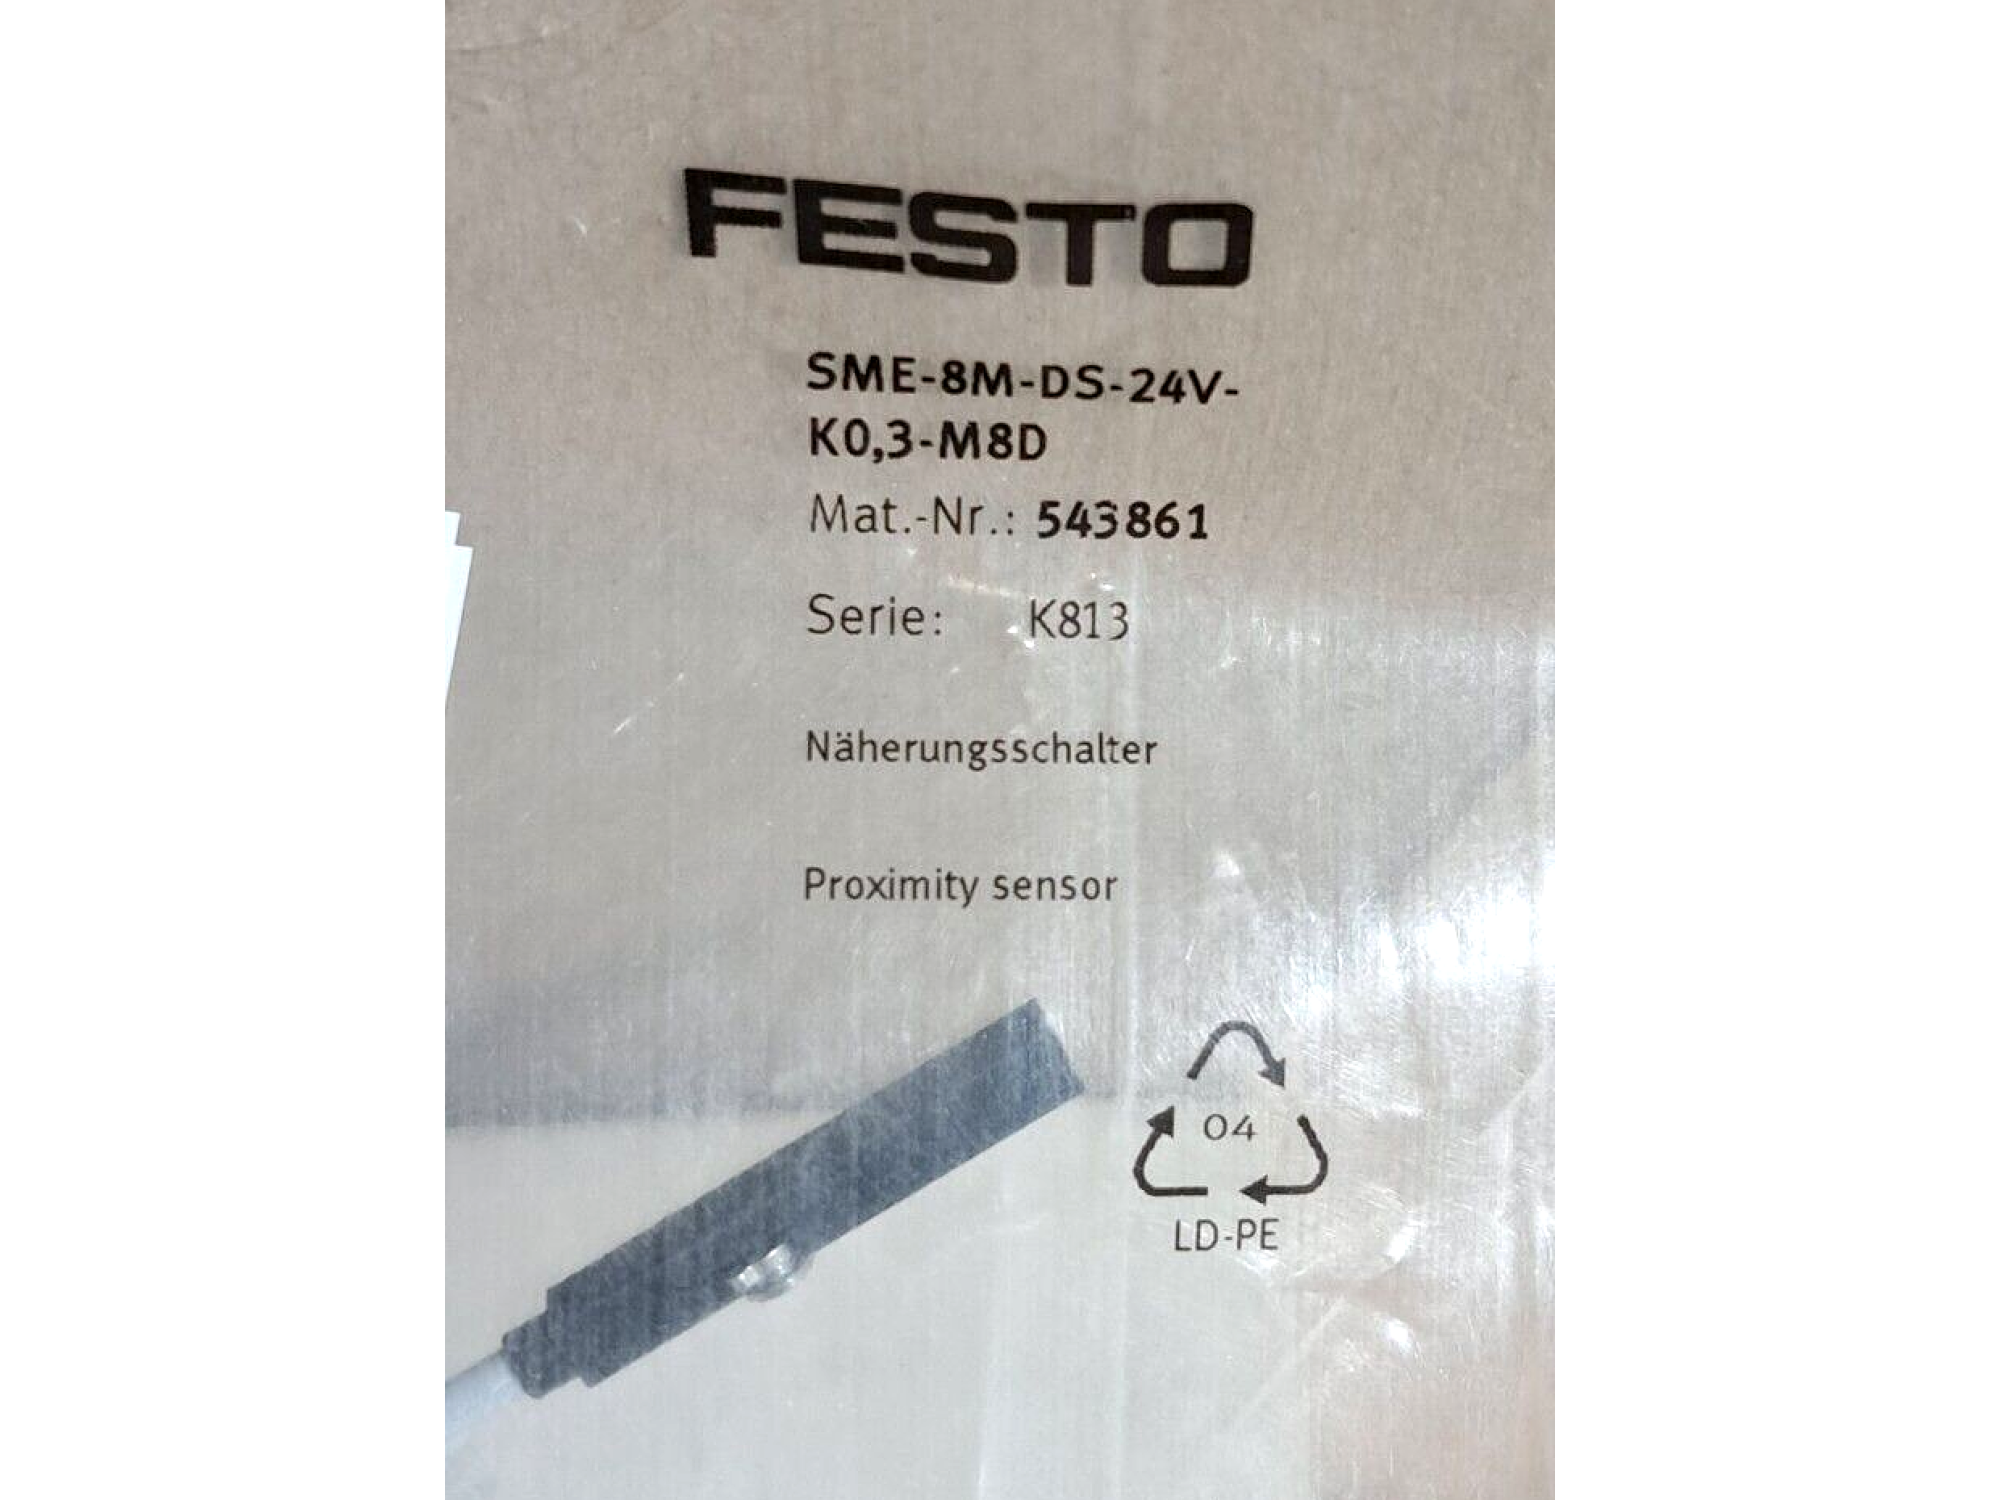 FESTO
SME-8M-DS-24V-
K0,3-M8D
Mat.-Nr.: 543861
Serie: K813
Näherungsschalter
Proximity sensor
04
LD-PE